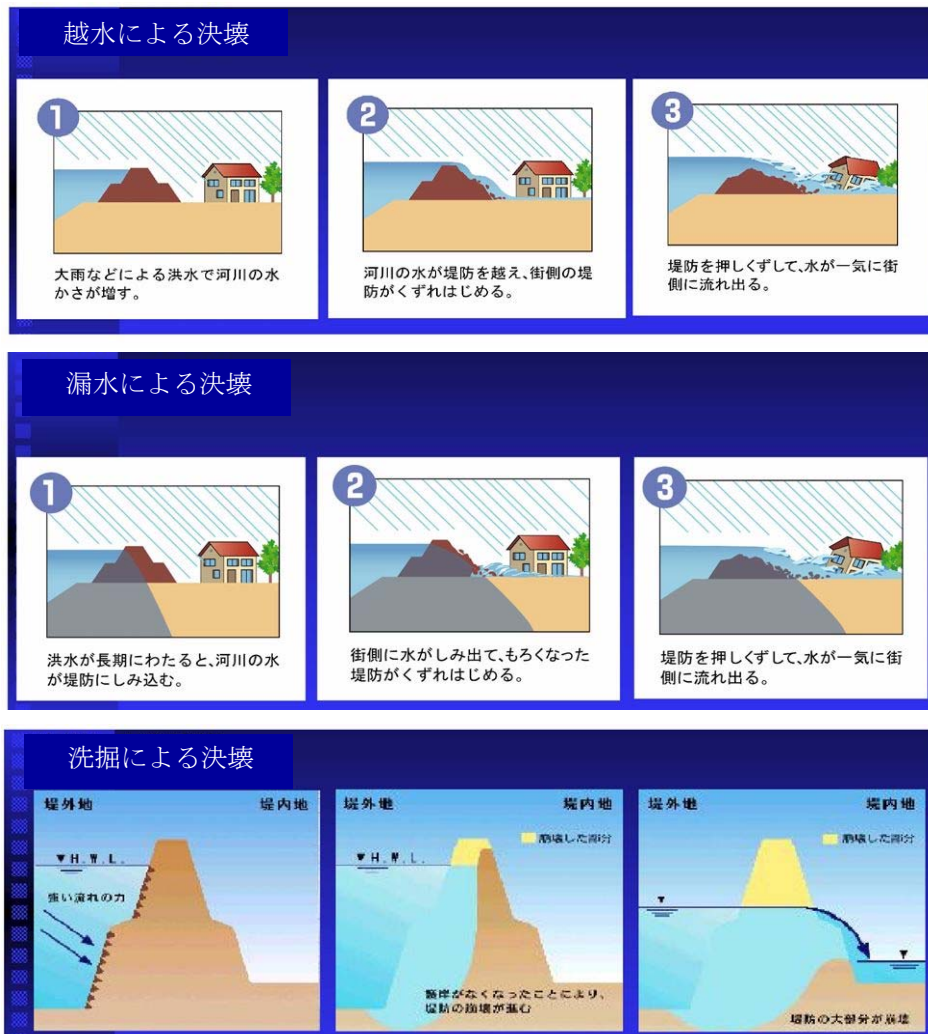 越水による決壊
1
2
3
大雨などによる洪水で河川の水
かさが増す。
河川の水が堤防を越え、街側の堤
防がくずれはじめる。
堤防を押しくずして、水が一気に街
側に流れ出る。
漏水による決壊
1
2
3
洪水が長期にわたると、河川の水
が堤防にしみ込む。
街側に水がしみ出て、もろくなった
堤防がくずれはじめる。
堤防を押しくずして、水が一気に街
側に流れ出る。
洗掘による決壊
堤外地 堤内地
▼H.W.L.
強い流れの力
堤外地 堤内地
崩壊した部分
▼H.W.L.
護岸がなくなったことにより、
堤防の崩壊が進む
堤外地 堤内地
崩壊した部分
堤防の大部分が崩壊